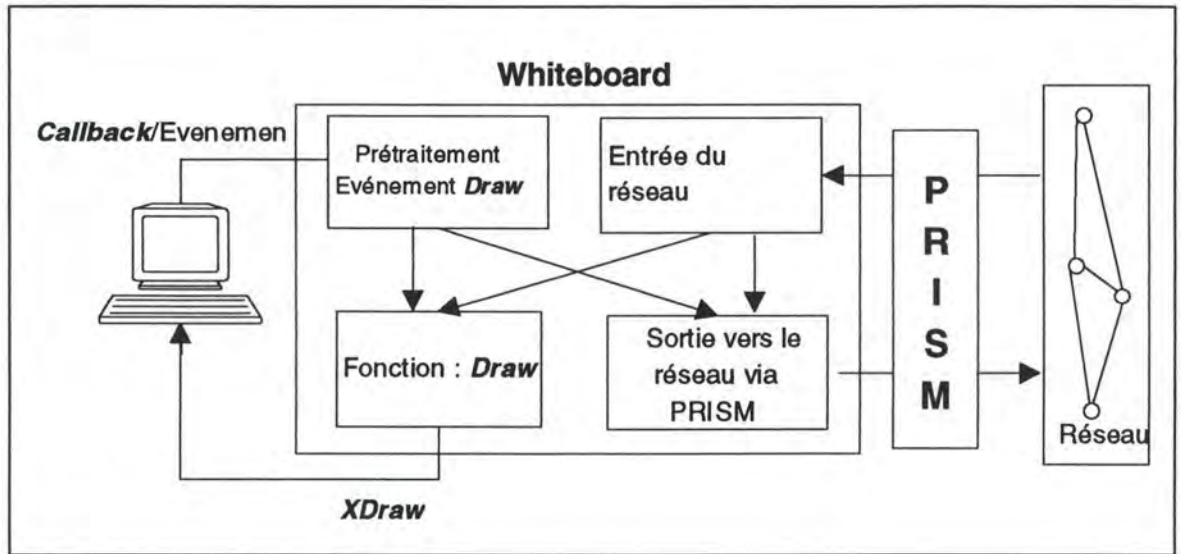 Whiteboard
Callback/Evenemen
Prétraitement
Evénement Draw
Entrée du
réseau
Fonction : Draw
Sortie vers le
réseau via
PRISM
XDraw
P
R
I
S
M
Réseau